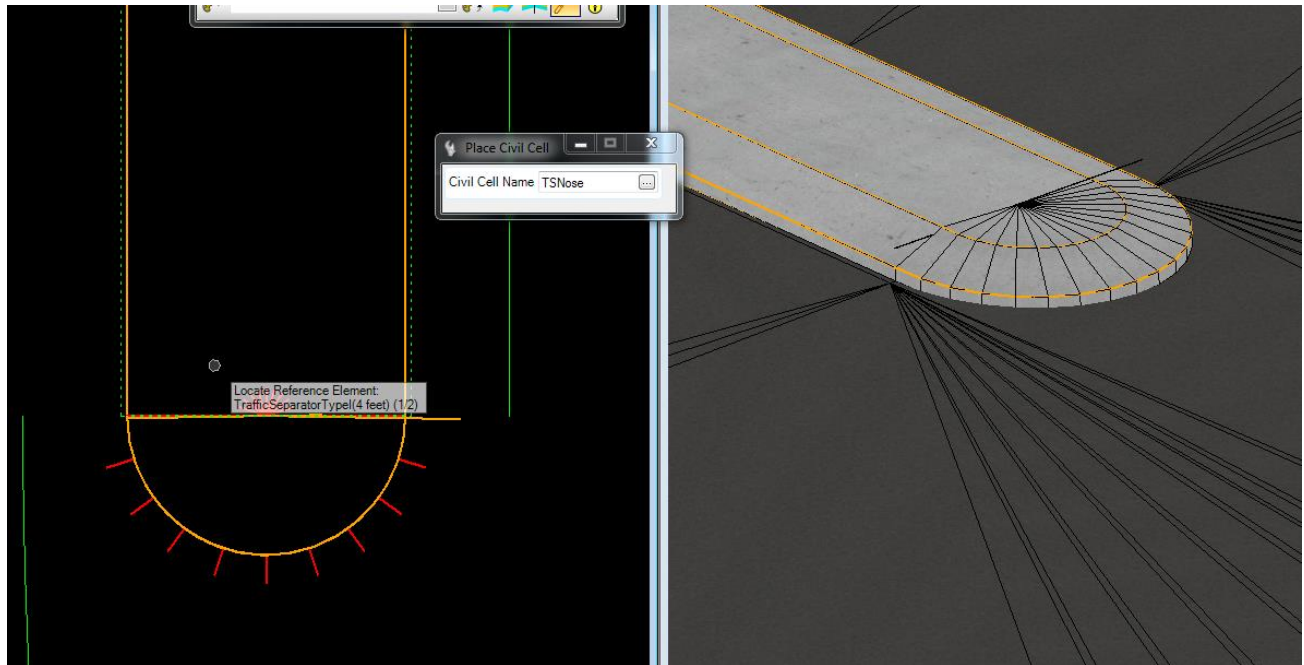 Place Civil Cell
Civil Cell Name TSNose ...
Locate Reference Element:
TrafficSeparatorTypeI(4 feet) (1/2)